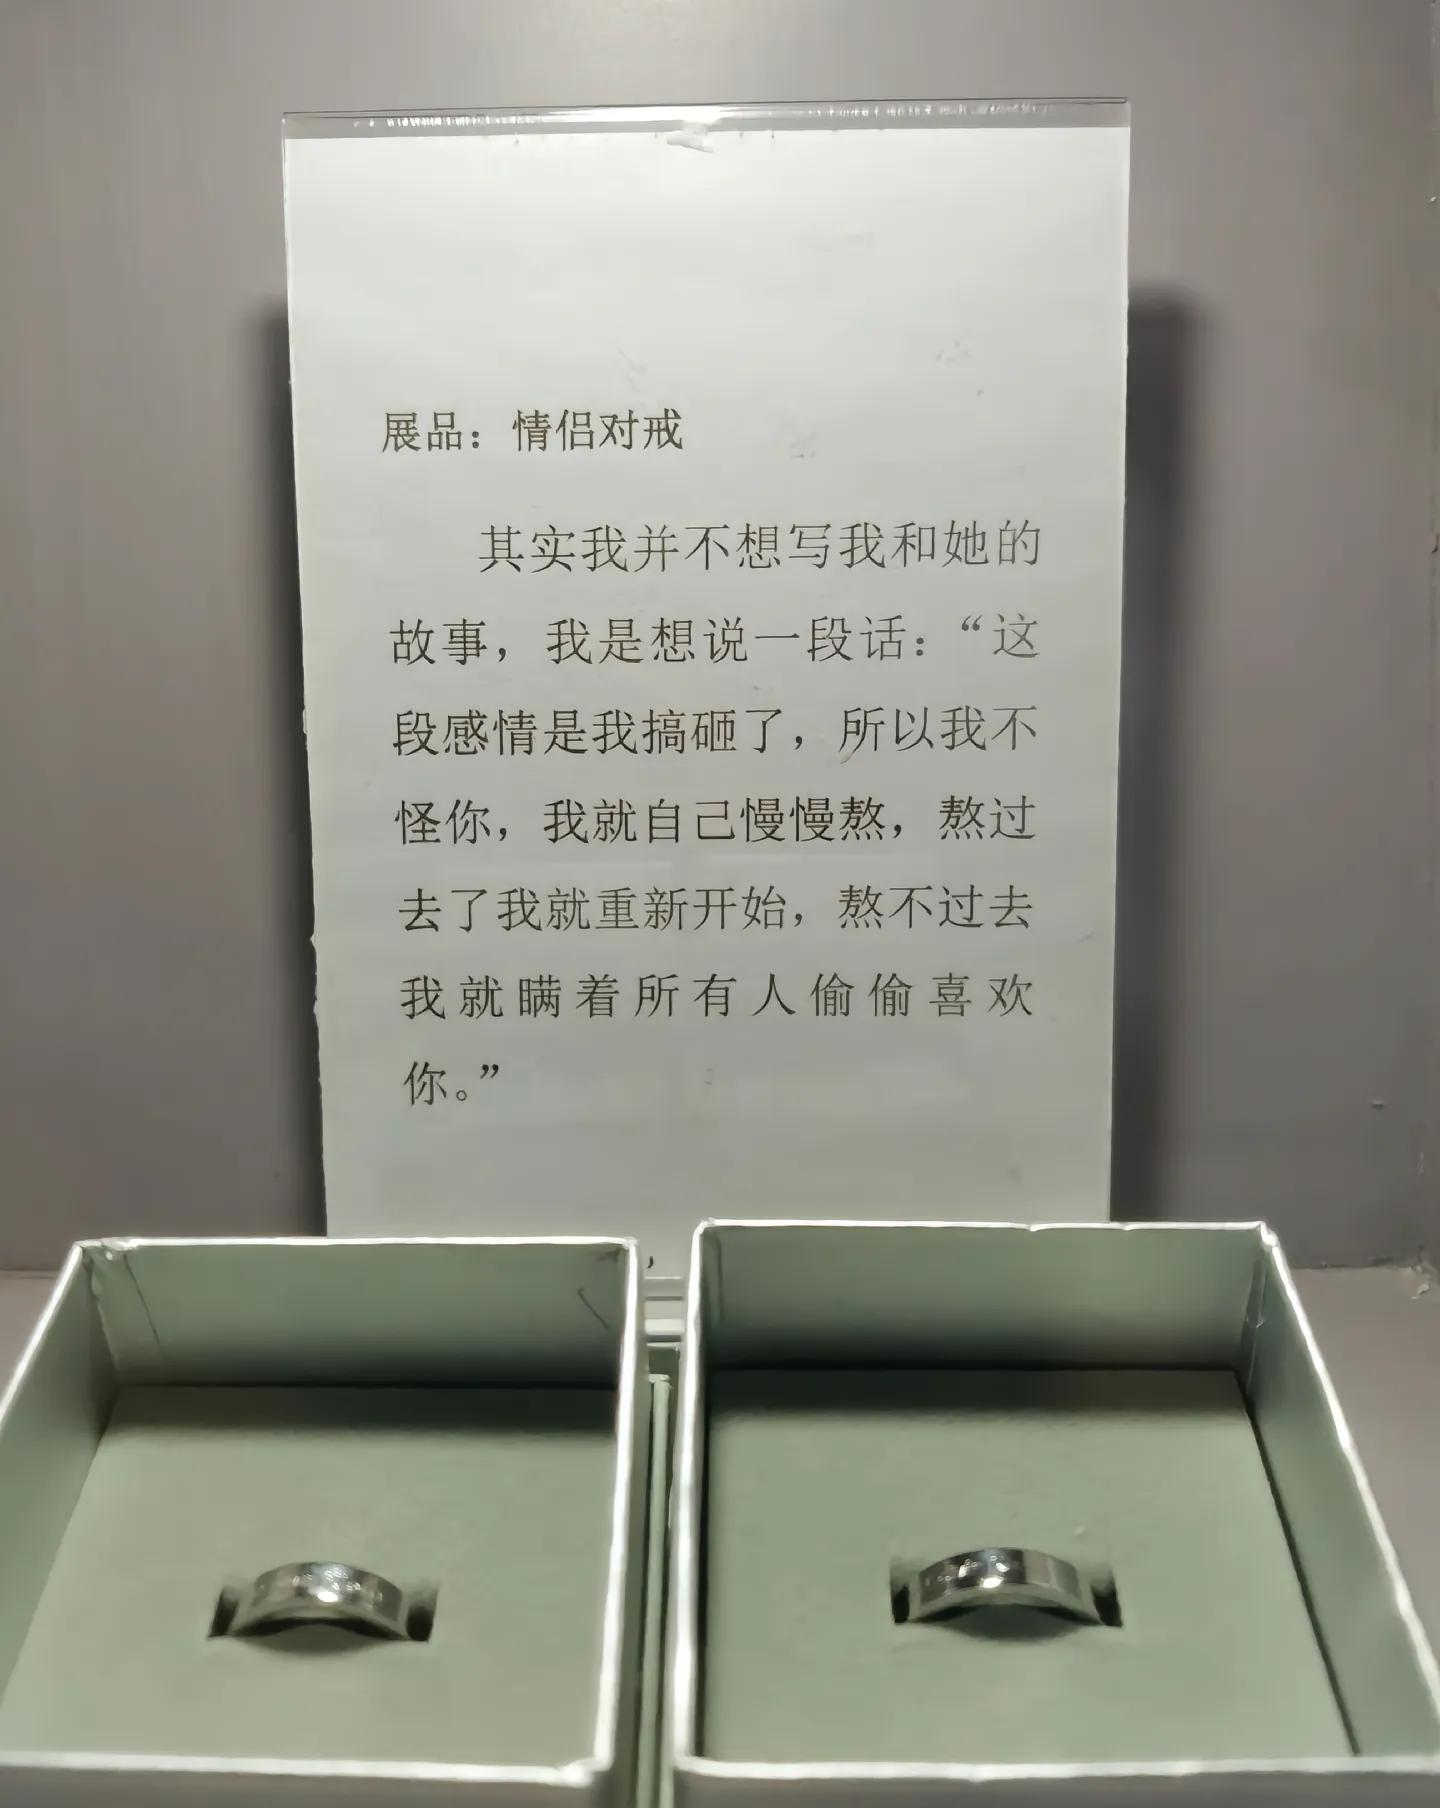 展品：情侣对戒
其实我并不想写我和她的
故事，我是想说一段话：“这
段感情是我搞砸了，所以我不
怪你，我就自己慢慢熬，熬过
去了我就重新开始，熬不过去
我就瞒着所有人偷偷喜欢
你。”